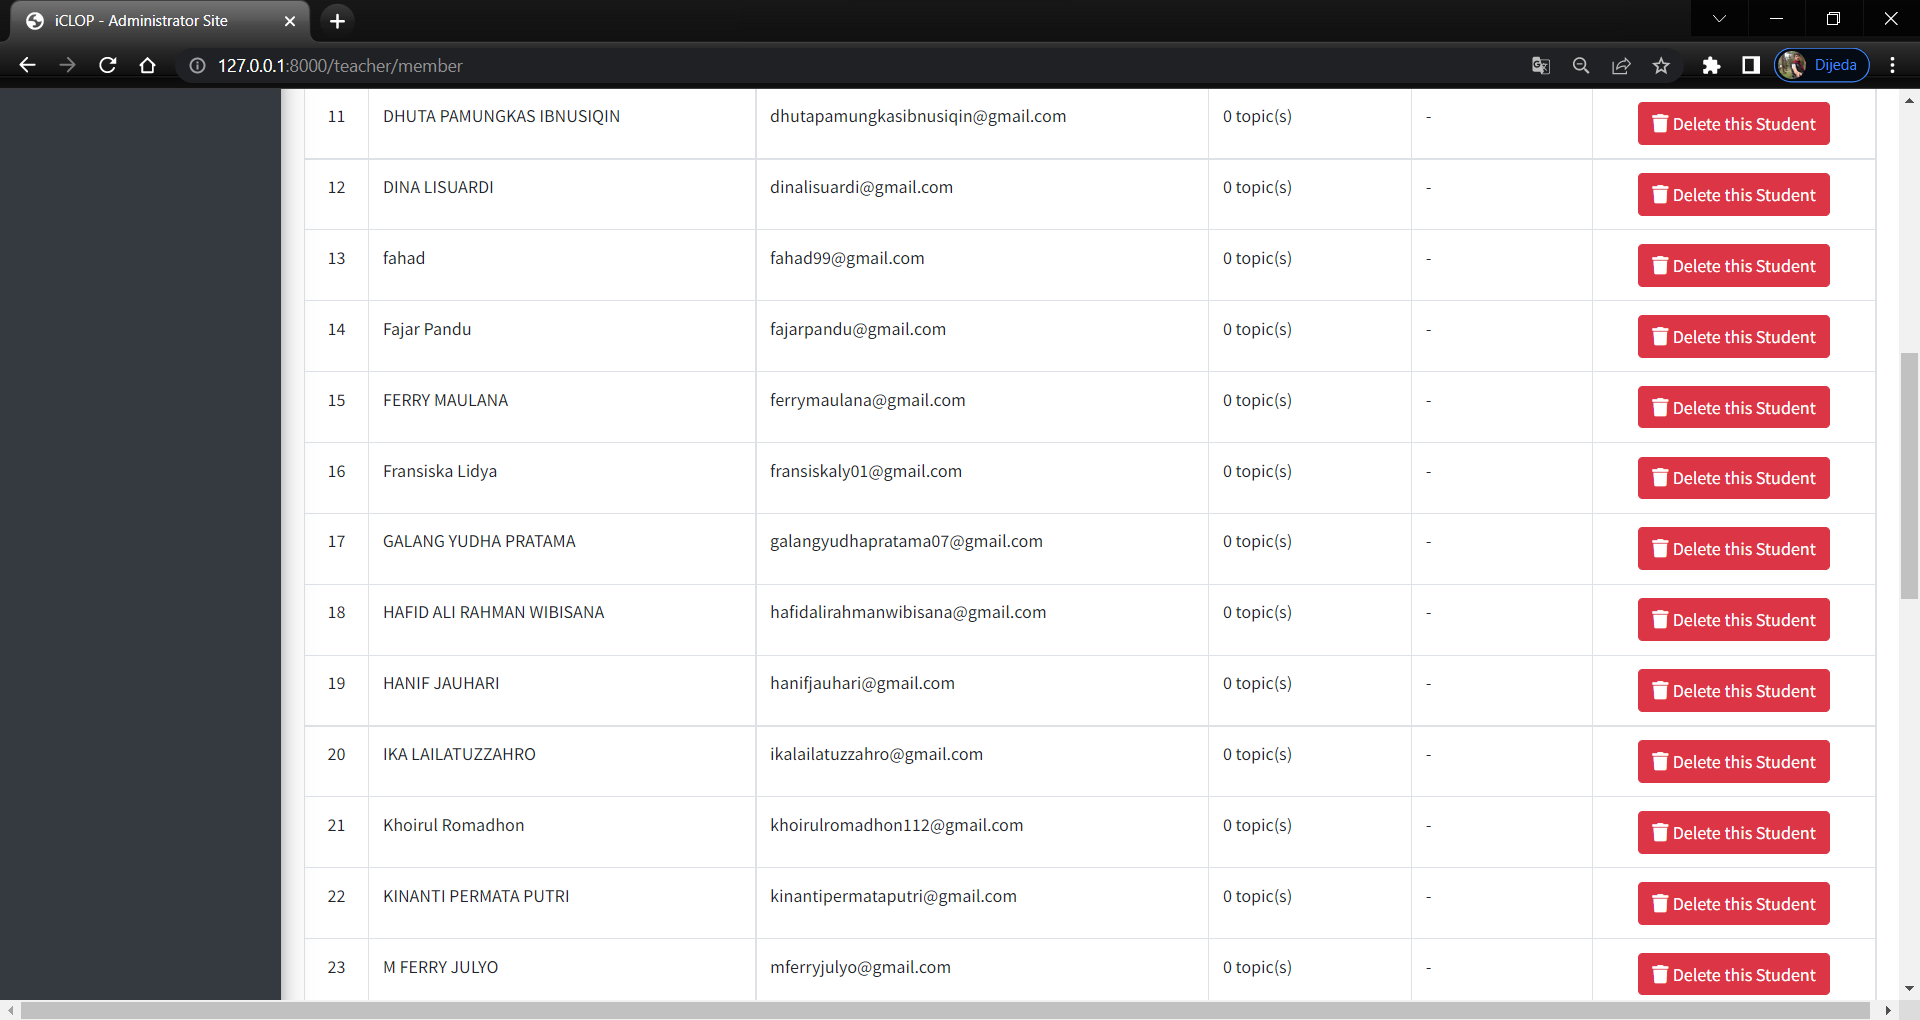 iCLOP - Administrator Site
127.0.0.1:8000/teacher/member
Dijeda
11 DHUTA PAMUNGKAS IBNUSIQIN dhutapamungkasibnusiqin@gmail.com 0 topic(s) - Delete this Student
12 DINA LISUARDI dinalisuardi@gmail.com 0 topic(s) - Delete this Student
13 fahad fahad99@gmail.com 0 topic(s) - Delete this Student
14 Fajar Pandu fajarpandu@gmail.com 0 topic(s) - Delete this Student
15 FERRY MAULANA ferrymaulana@gmail.com 0 topic(s) - Delete this Student
16 Fransiska Lidya fransiskaly01@gmail.com 0 topic(s) - Delete this Student
17 GALANG YUDHA PRATAMA galangyudhapratama07@gmail.com 0 topic(s) - Delete this Student
18 HAFID ALI RAHMAN WIBISANA hafidalirahmanwibisana@gmail.com 0 topic(s) - Delete this Student
19 HANIF JAUHARI hanifjauhari@gmail.com 0 topic(s) - Delete this Student
20 IKA LAILATUZZAHRO ikalailatuzzahro@gmail.com 0 topic(s) - Delete this Student
21 Khoirul Romadhon khoirulromadhon112@gmail.com 0 topic(s) - Delete this Student
22 KINANTI PERMATA PUTRI kinantipermataputri@gmail.com 0 topic(s) - Delete this Student
23 M FERRY JULYO mferryjulyo@gmail.com 0 topic(s) - Delete this Student